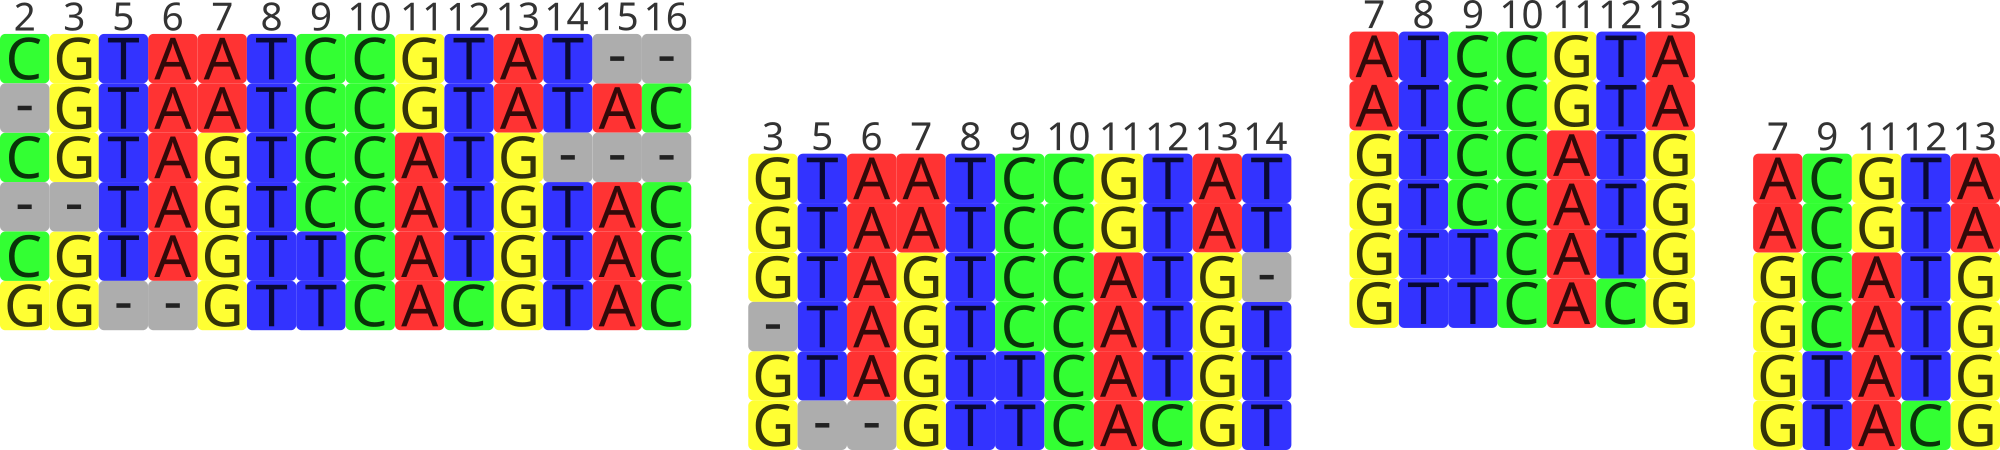 2 3 5 6 7 8 9 10 11 12 13 14 15 16
C G T A A T C C G T A T - -
- G T A A T C C G T A T A C
C G T A G T C C A T G - - -
- - T A G T C C A T G T A C
C G T A G T T C A T G T A C
G G - - G T T C A C G T A C
3 5 6 7 8 9 10 11 12 13 14
G T A A T C C G T A T
G T A A T C C G T A T
G T A G T C C A T G -
- T A G T C C A T G T
G T A G T T C A T G T
G - - G T T C A C G T
7 8 9 10 11 12 13
A T C C G T A
A T C C G T A
G T C C A T G
G T C C A T G
G T T C A T G
G T T C A C G
7 9 11 12 13
A C G T A
A C G T A
G C A T G
G C A T G
G T A T G
G T A C G